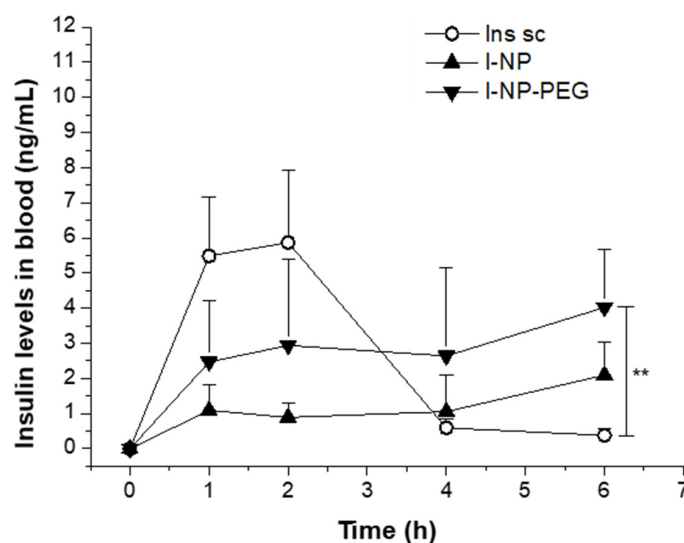 Ins sc
I-NP
I-NP-PEG
Insulin levels in blood (ng/mL)
12
11
10
9
8
7
6
5
4
3
2
1
0
**
0 1 2 3 4 5 6 7
Time (h)